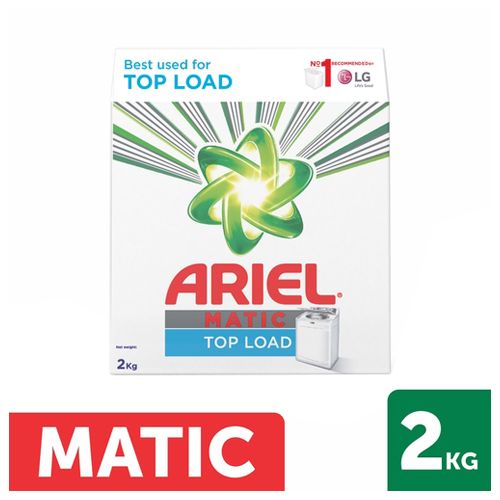 Best used for
TOP LOAD
No1 RECOMMENDED BY
LG
Life's Good
ARIEL®
MATIC
TOP LOAD
Net weight:
2Kg
MATIC
2KG